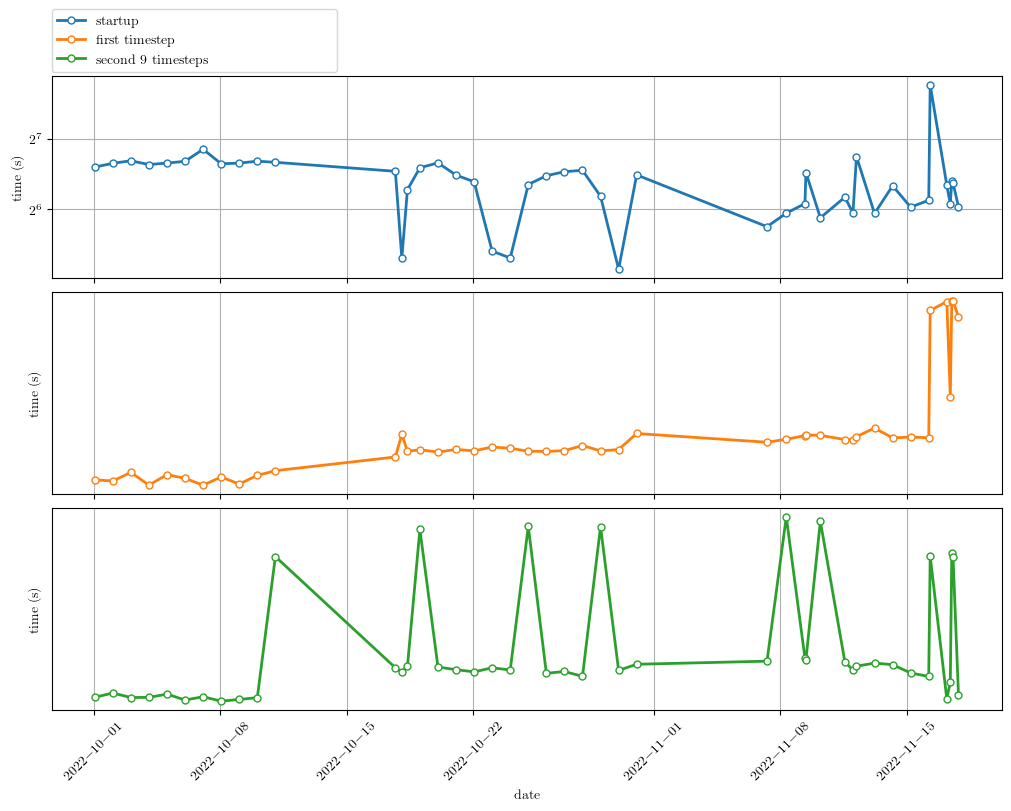 startup
first timestep
second 9 timesteps
time (s)
2^7
2^6
time (s)
time (s)
2022-10-01
2022-10-08
2022-10-15
2022-10-22
2022-11-01
2022-11-08
2022-11-15
date